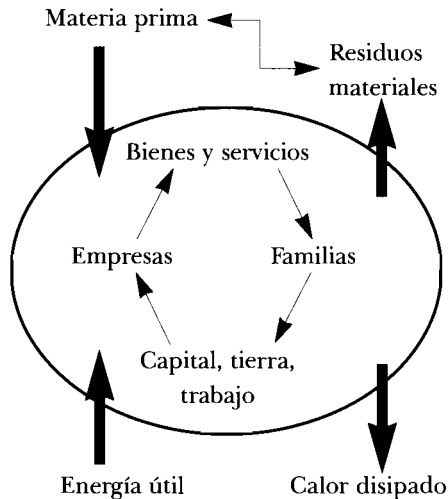 Materia prima
Residuos
materiales
Bienes y servicios
Empresas
Familias
Capital, tierra,
trabajo
Energía útil
Calor disipado